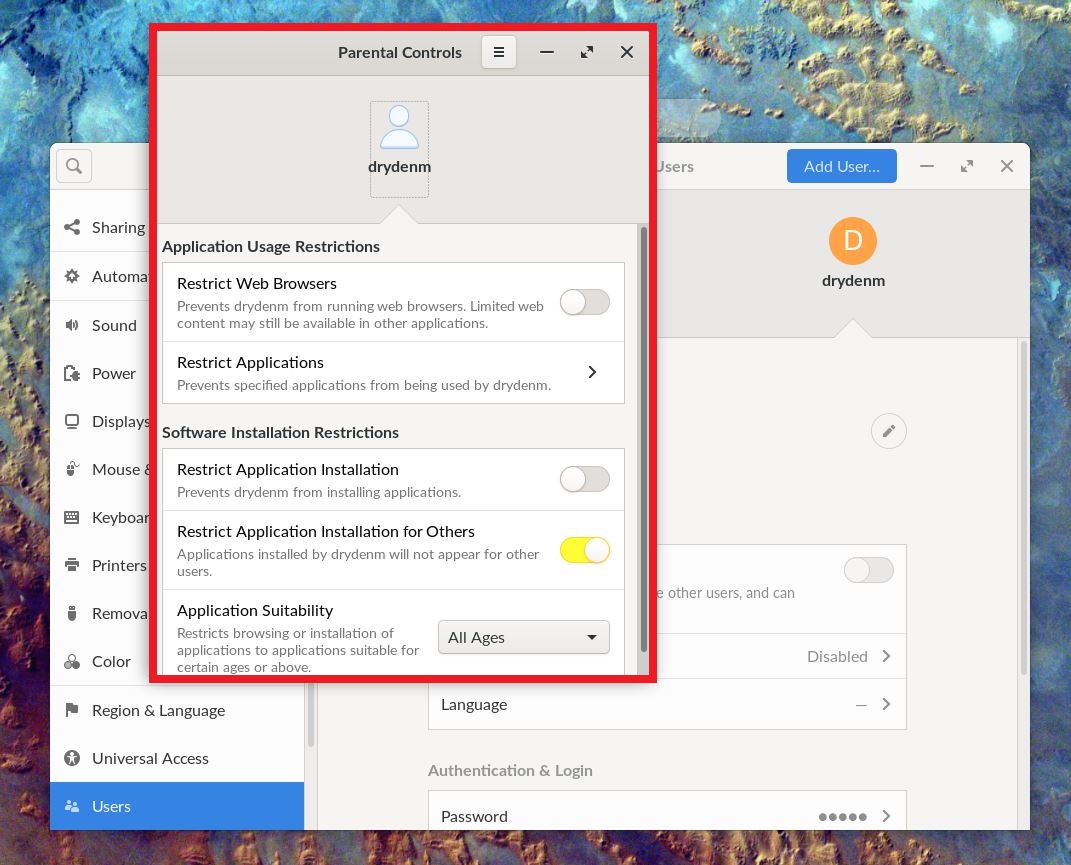 Parental Controls
drydenm
Application Usage Restrictions
Restrict Web Browsers
Prevents drydenm from running web browsers. Limited web
content may still be available in other applications.
Restrict Applications
Prevents specified applications from being used by drydenm.
Software Installation Restrictions
Restrict Application Installation
Prevents drydenm from installing applications.
Restrict Application Installation for Others
Applications installed by drydenm will not appear for other
users.
Application Suitability
Restricts browsing or installation of
applications to applications suitable for
certain ages or above.
All Ages
Sharing
Sound
Power
Displays
Mouse &
Printers
Color
Region & Language
Universal Access
Users
Users
Add User...
D
drydenm
other users, and can
Disabled
Language
—
Authentication & Login
Password
●●●●●